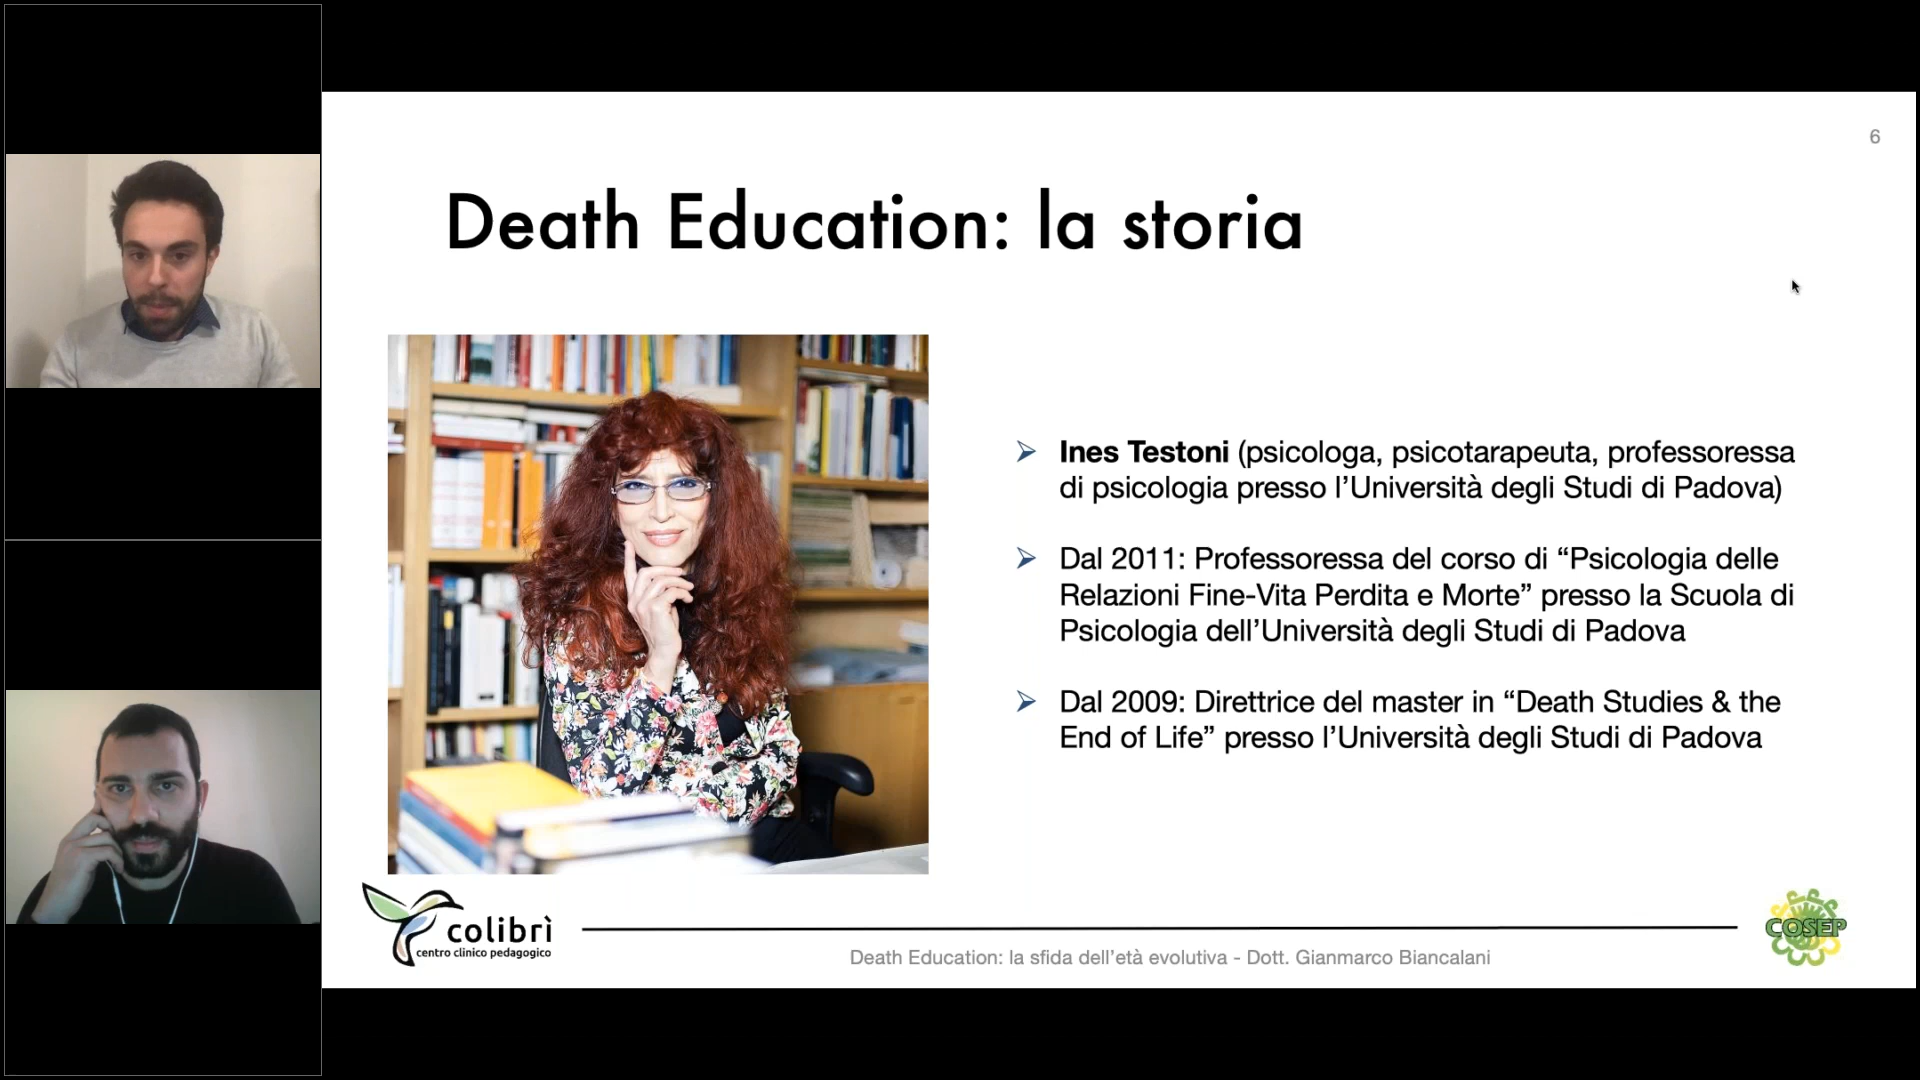 6
Death Education: la storia
➢ Ines Testoni (psicologa, psicotarapeuta, professoressa
di psicologia presso l’Università degli Studi di Padova)
➢ Dal 2011: Professoressa del corso di “Psicologia delle
Relazioni Fine-Vita Perdita e Morte” presso la Scuola di
Psicologia dell’Università degli Studi di Padova
➢ Dal 2009: Direttrice del master in “Death Studies & the
End of Life” presso l’Università degli Studi di Padova
colibrì
centro clinico pedagogico
Death Education: la sfida dell’età evolutiva - Dott. Gianmarco Biancalani
COSEP